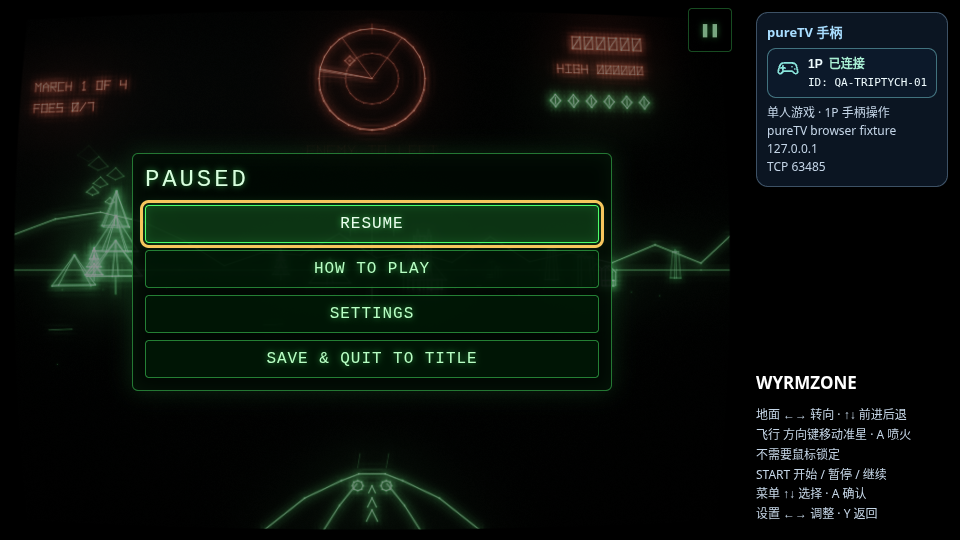 MARCH 1 OF 4
FOES 0/7
000000
HIGH 000000
PAUSED
RESUME
HOW TO PLAY
SETTINGS
SAVE & QUIT TO TITLE
pureTV 手柄
1P 已连接
ID: QA-TRIPTYCH-01
单人游戏 · 1P 手柄操作
pureTV browser fixture
127.0.0.1
TCP 63485
WYRMZONE
地面 ←→ 转向 · ↑↓ 前进后退
飞行 方向键移动准星 · A 喷火
不需要鼠标锁定
START 开始 / 暂停 / 继续
菜单 ↑↓ 选择 · A 确认
设置 ←→ 调整 · Y 返回